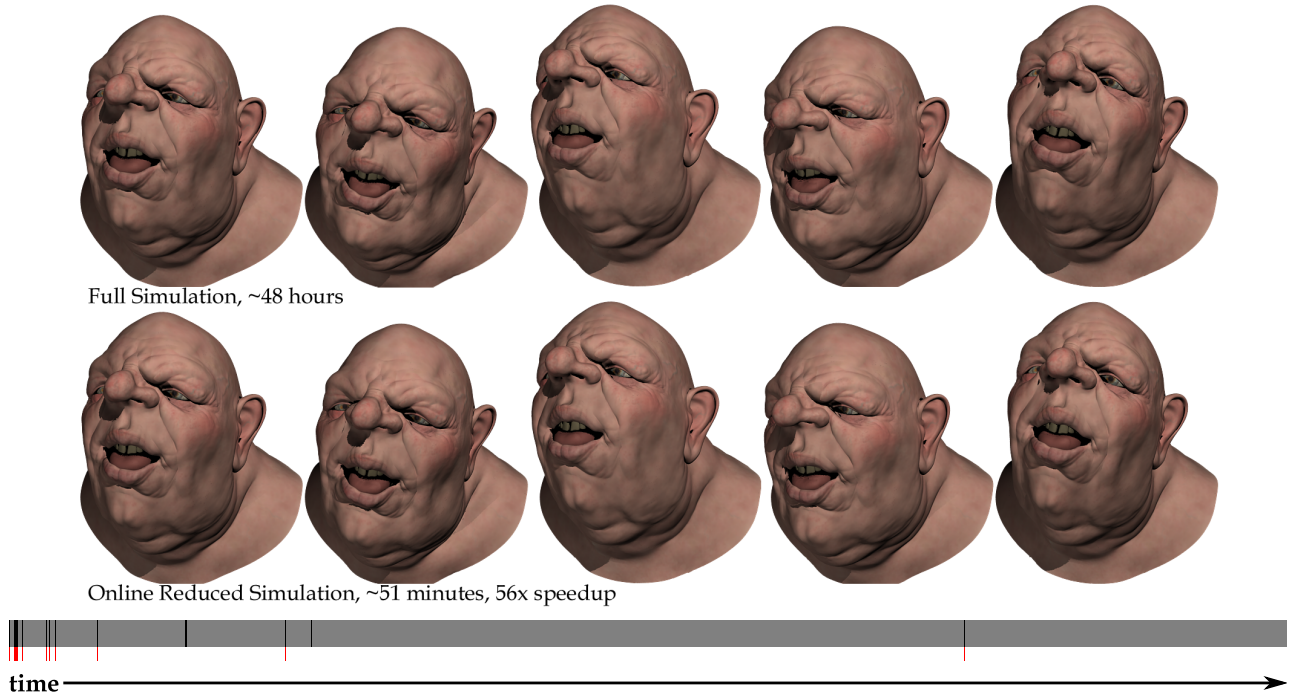 Full Simulation, ~48 hours
Online Reduced Simulation, ~51 minutes, 56x speedup
time